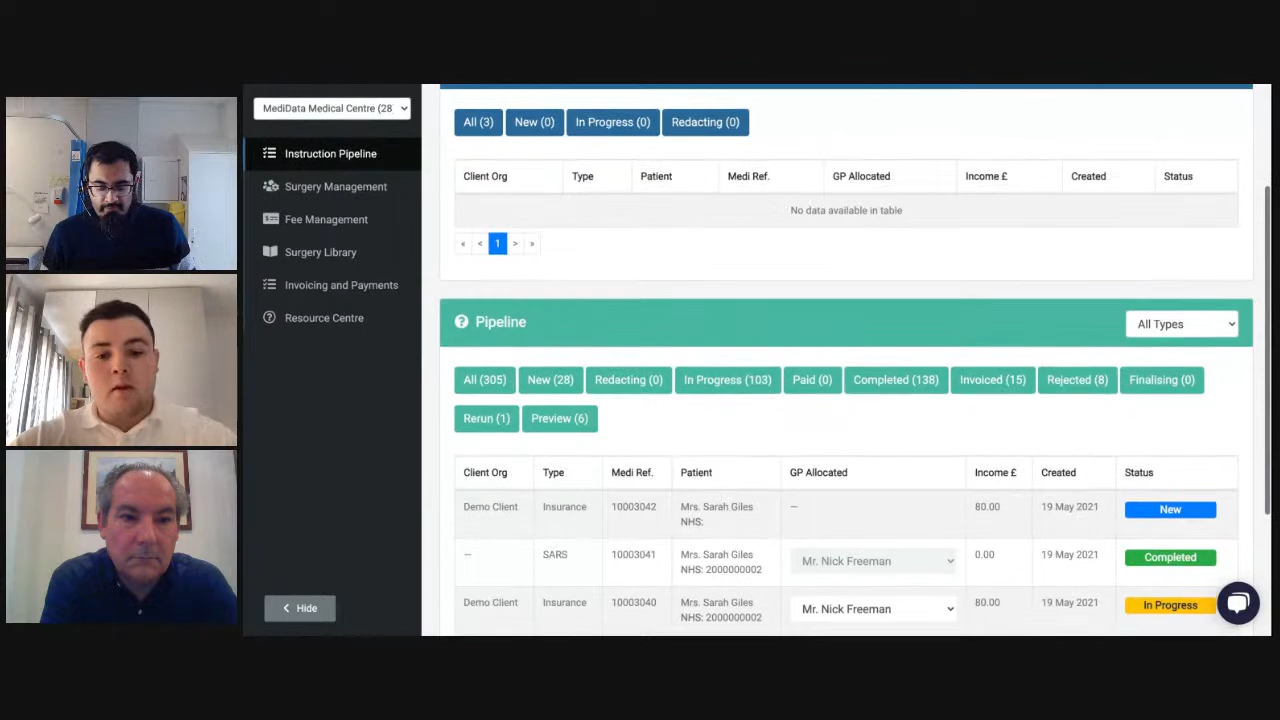 MediData Medical Centre (28
Instruction Pipeline
Surgery Management
Fee Management
Surgery Library
Invoicing and Payments
Resource Centre
Hide
All (3) New (0) In Progress (0) Redacting (0)
Client Org Type Patient Medi Ref. GP Allocated Income £ Created Status
No data available in table
« < 1 > »
Pipeline All Types
All (305) New (28) Redacting (0) In Progress (103) Paid (0) Completed (138) Invoiced (15) Rejected (8) Finalising (0)
Rerun (1) Preview (6)
Client Org Type Medi Ref. Patient GP Allocated Income £ Created Status
Demo Client Insurance 10003042 Mrs. Sarah Giles -- 80.00 19 May 2021 New
NHS:
-- SARS 10003041 Mrs. Sarah Giles Mr. Nick Freeman 0.00 19 May 2021 Completed
NHS: 2000000002
Demo Client Insurance 10003040 Mrs. Sarah Giles Mr. Nick Freeman 80.00 19 May 2021 In Progress
NHS: 2000000002